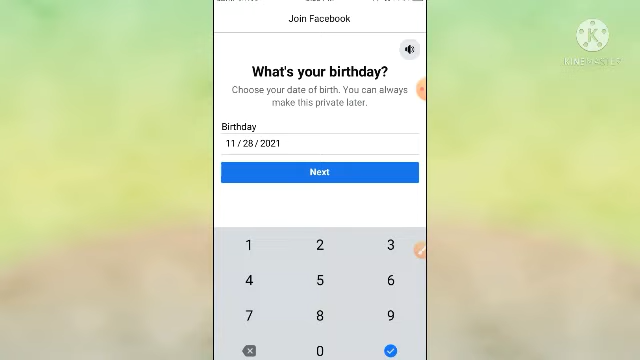 Join Facebook
What's your birthday?
Choose your date of birth. You can always
make this private later.
Birthday
11 / 28 / 2021
Next
1 2 3
4 5 6
7 8 9
0
K
KINEMASTER